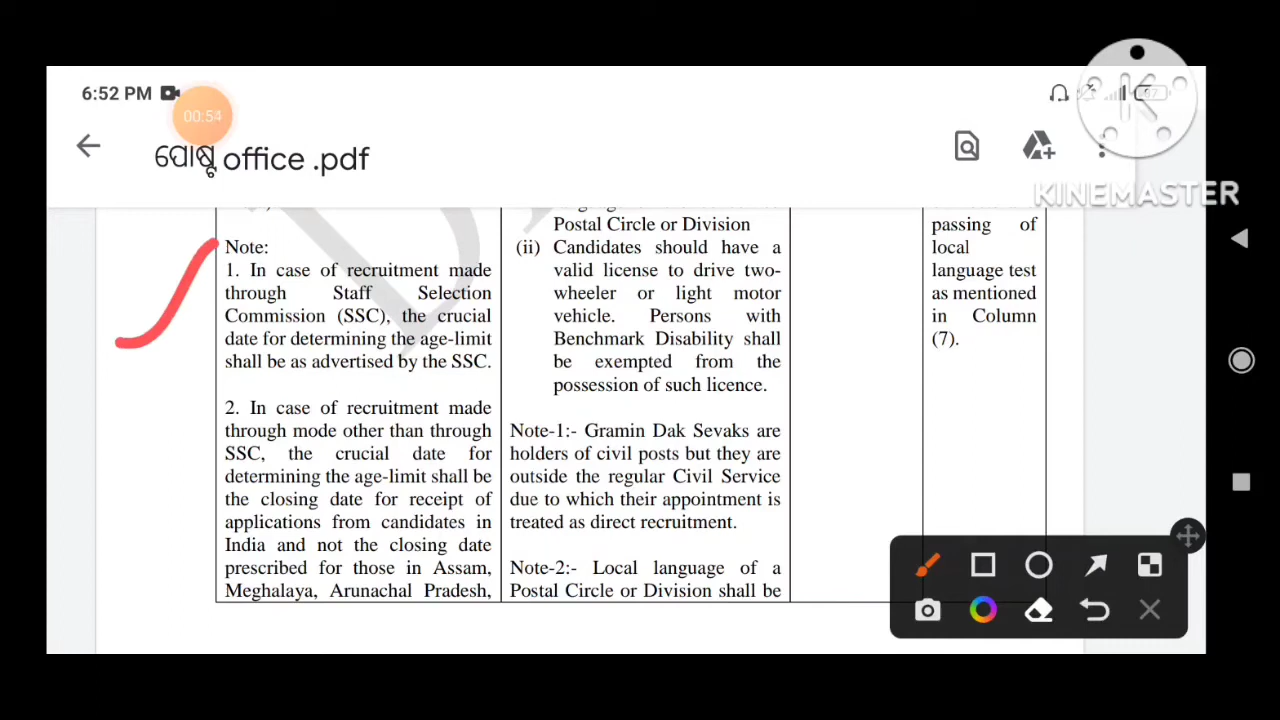 6:52 PM
00:54
97
ପୋଷ୍ଟ office .pdf
KINEMASTER
Note:
1. In case of recruitment made
through Staff Selection
Commission (SSC), the crucial
date for determining the age-limit
shall be as advertised by the SSC.
2. In case of recruitment made
through mode other than through
SSC, the crucial date for
determining the age-limit shall be
the closing date for receipt of
applications from candidates in
India and not the closing date
prescribed for those in Assam,
Meghalaya, Arunachal Pradesh,
Postal Circle or Division
(ii) Candidates should have a
valid license to drive two-
wheeler or light motor
vehicle. Persons with
Benchmark Disability shall
be exempted from the
possession of such licence.
Note-1:- Gramin Dak Sevaks are
holders of civil posts but they are
outside the regular Civil Service
due to which their appointment is
treated as direct recruitment.
Note-2:- Local language of a
Postal Circle or Division shall be
passing of
local
language test
as mentioned
in Column
(7).